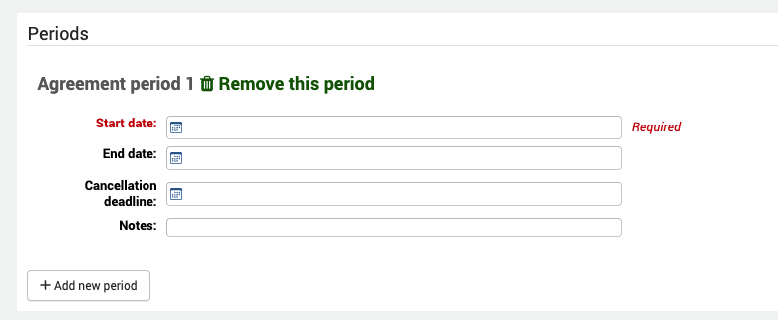 Periods
Agreement period 1 Remove this period
Start date:
Required
End date:
Cancellation
deadline:
Notes:
+ Add new period